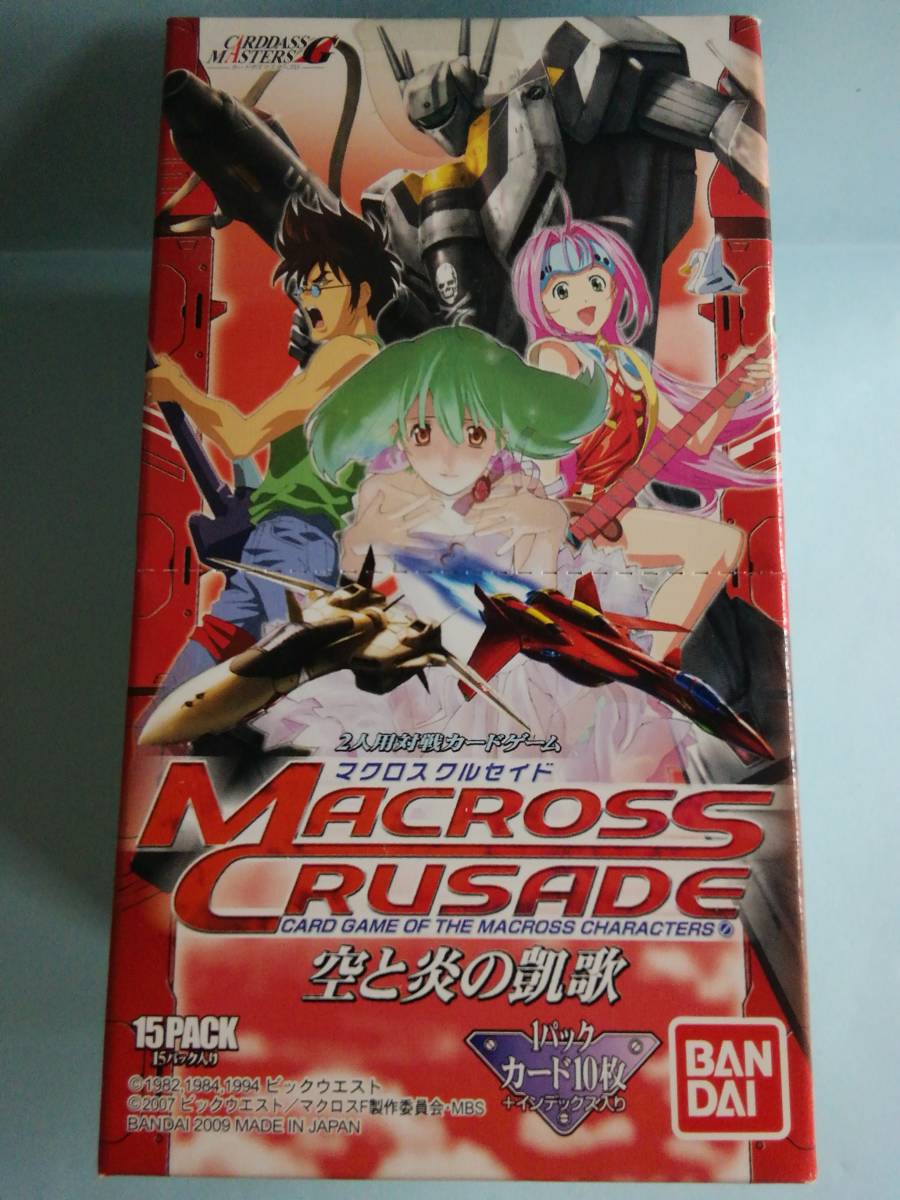 CARDDASS
MASTERS G
2人用対戦カードゲーム
マクロスクルセイド
MACROSS
CRUSADE
CARD GAME OF THE MACROSS CHARACTERS
空と炎の凱歌
15PACK
15パック入り
1パック
カード10枚
+インデックス入り
BAN
DAI
©1982,1984,1994 ビックウエスト
©2007 ビックウエスト/マクロスF製作委員会・MBS
BANDAI 2009 MADE IN JAPAN